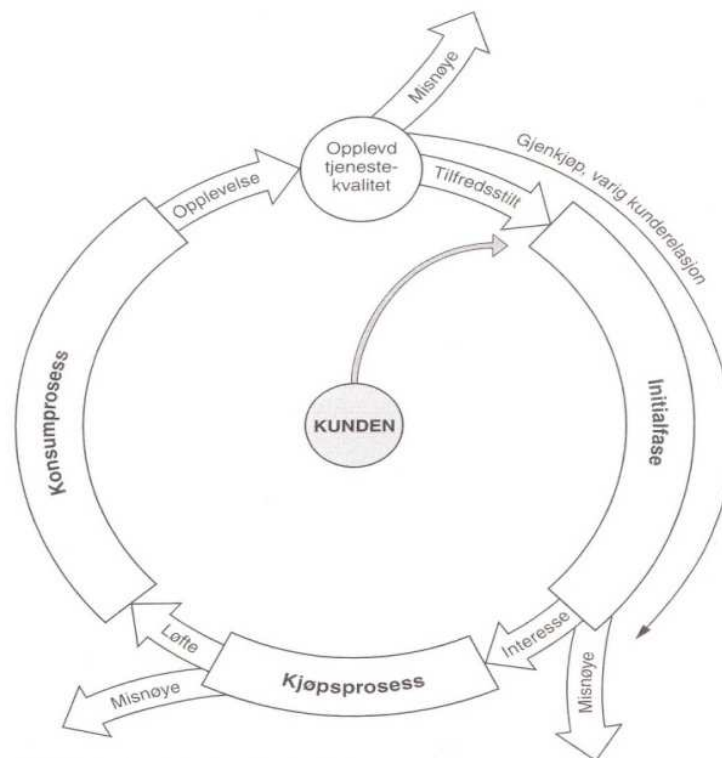 Misnøye
Opplevd
tjeneste-
kvalitet
Opplevelse
Tilfredsstilt
Gjenkjøp, varig kunderelasjon
Initialfase
KUNDEN
Konsumprosess
Interesse
Misnøye
Kjøpsprosess
Løfte
Misnøye